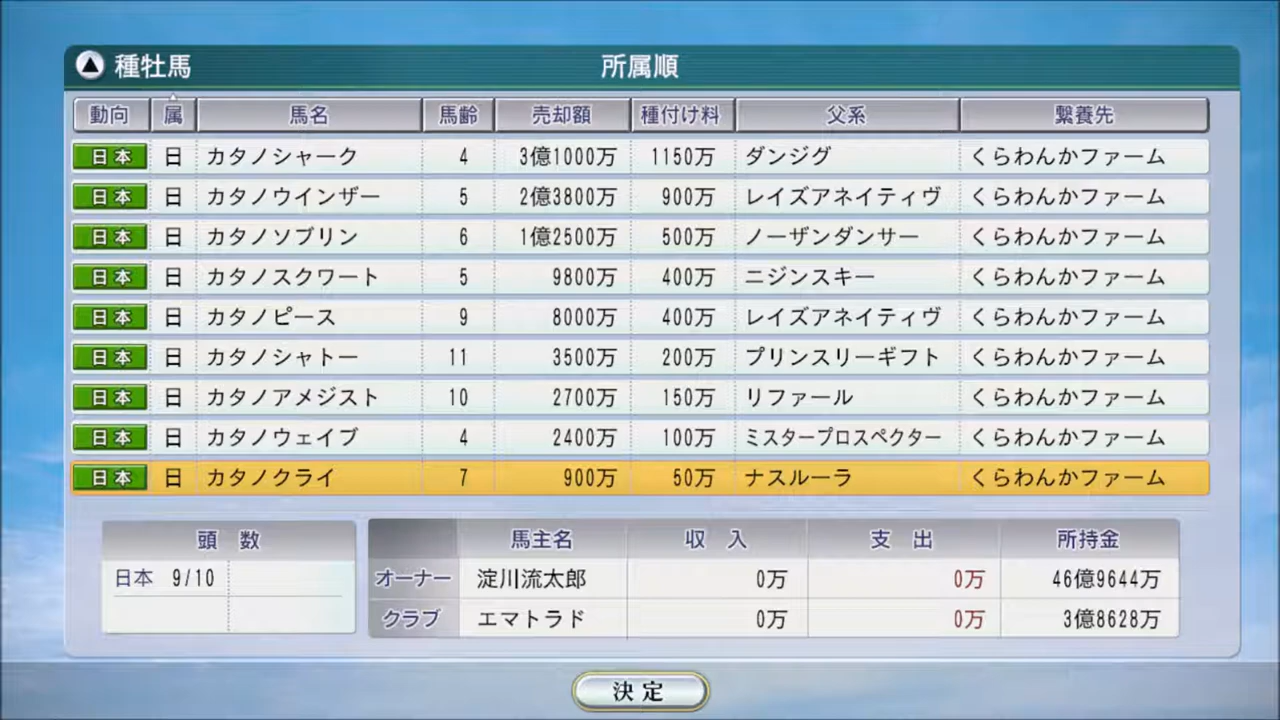 種牡馬 所属順
動向 属 馬名 馬齢 売却額 種付け料 父系 繋養先
日本 日 カタノシャーク 4 3億1000万 1150万 ダンジグ くらわんかファーム
日本 日 カタノウインザー 5 2億3800万 900万 レイズアネイティヴ くらわんかファーム
日本 日 カタノソブリン 6 1億2500万 500万 ノーザンダンサー くらわんかファーム
日本 日 カタノスクワート 5 9800万 400万 ニジンスキー くらわんかファーム
日本 日 カタノピース 9 8000万 400万 レイズアネイティヴ くらわんかファーム
日本 日 カタノシャトー 11 3500万 200万 プリンスリーギフト くらわんかファーム
日本 日 カタノアメジスト 10 2700万 150万 リファール くらわんかファーム
日本 日 カタノウェイブ 4 2400万 100万 ミスタープロスペクター くらわんかファーム
日本 日 カタノクライ 7 900万 50万 ナスルーラ くらわんかファーム
頭数 馬主名 収入 支出 所持金
日本 9/10 オーナー 淀川流太郎 0万 0万 46億9644万
クラブ エマトラド 0万 0万 3億8628万
決定